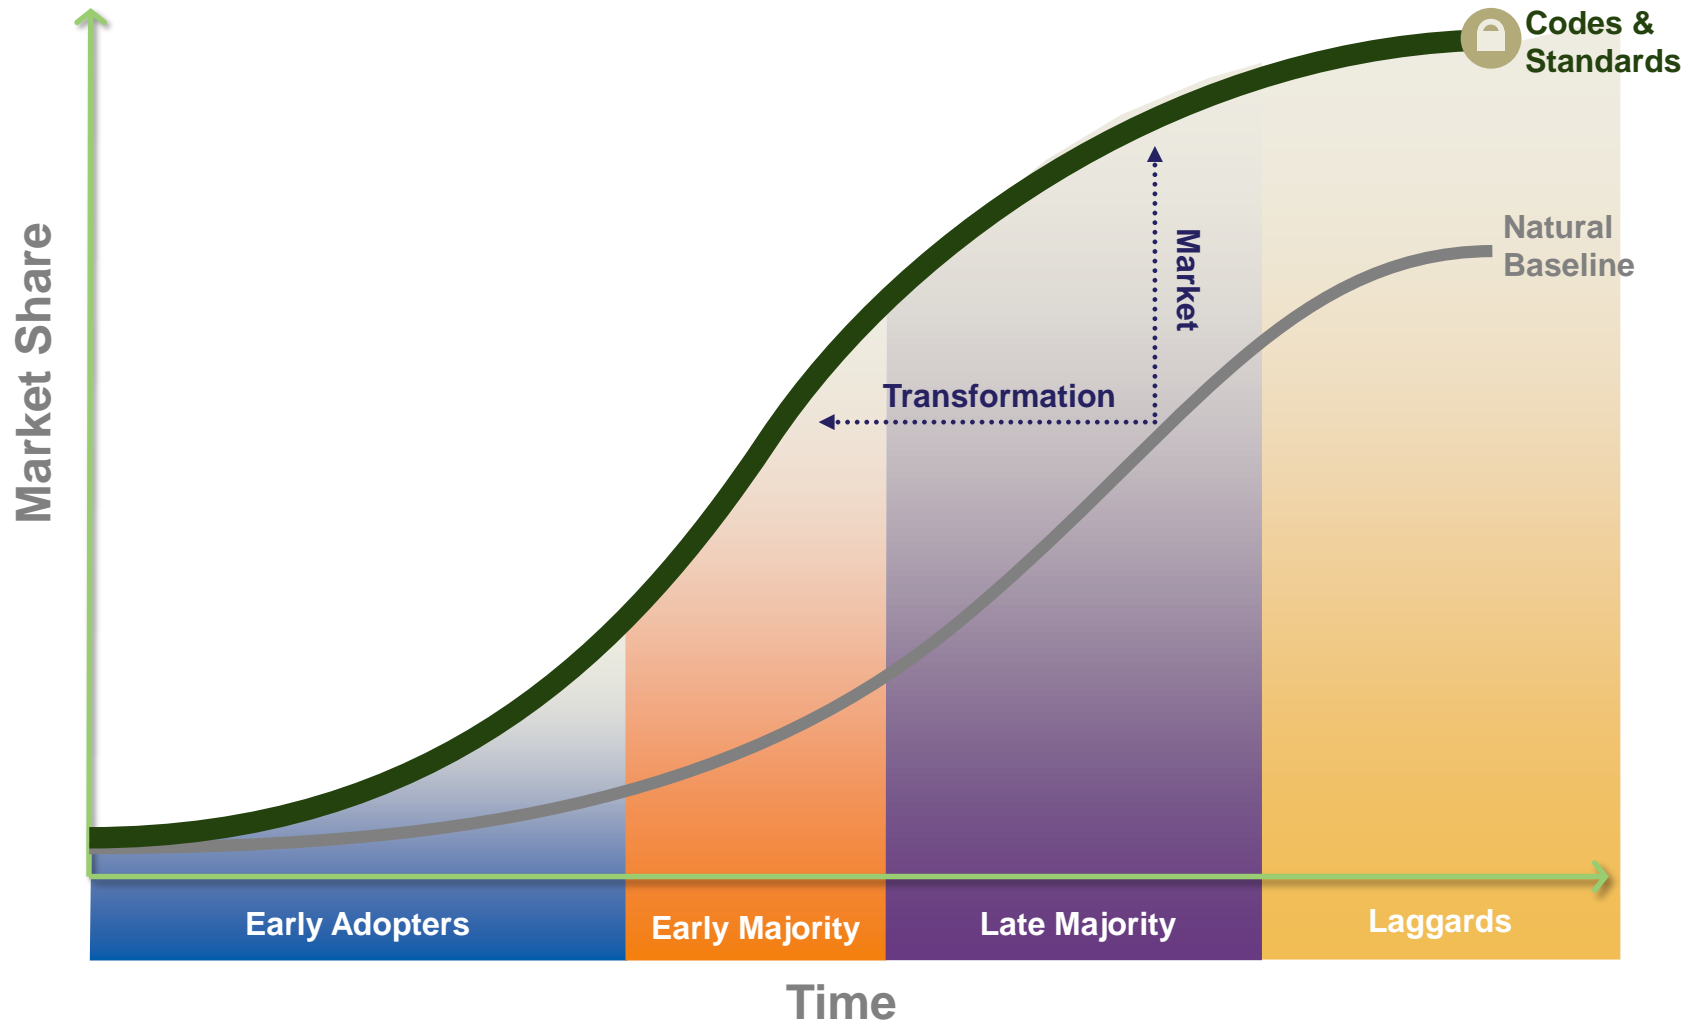 Codes &
Standards
Natural
Baseline
Market
Transformation
Market Share
Early Adopters
Early Majority
Late Majority
Laggards
Time